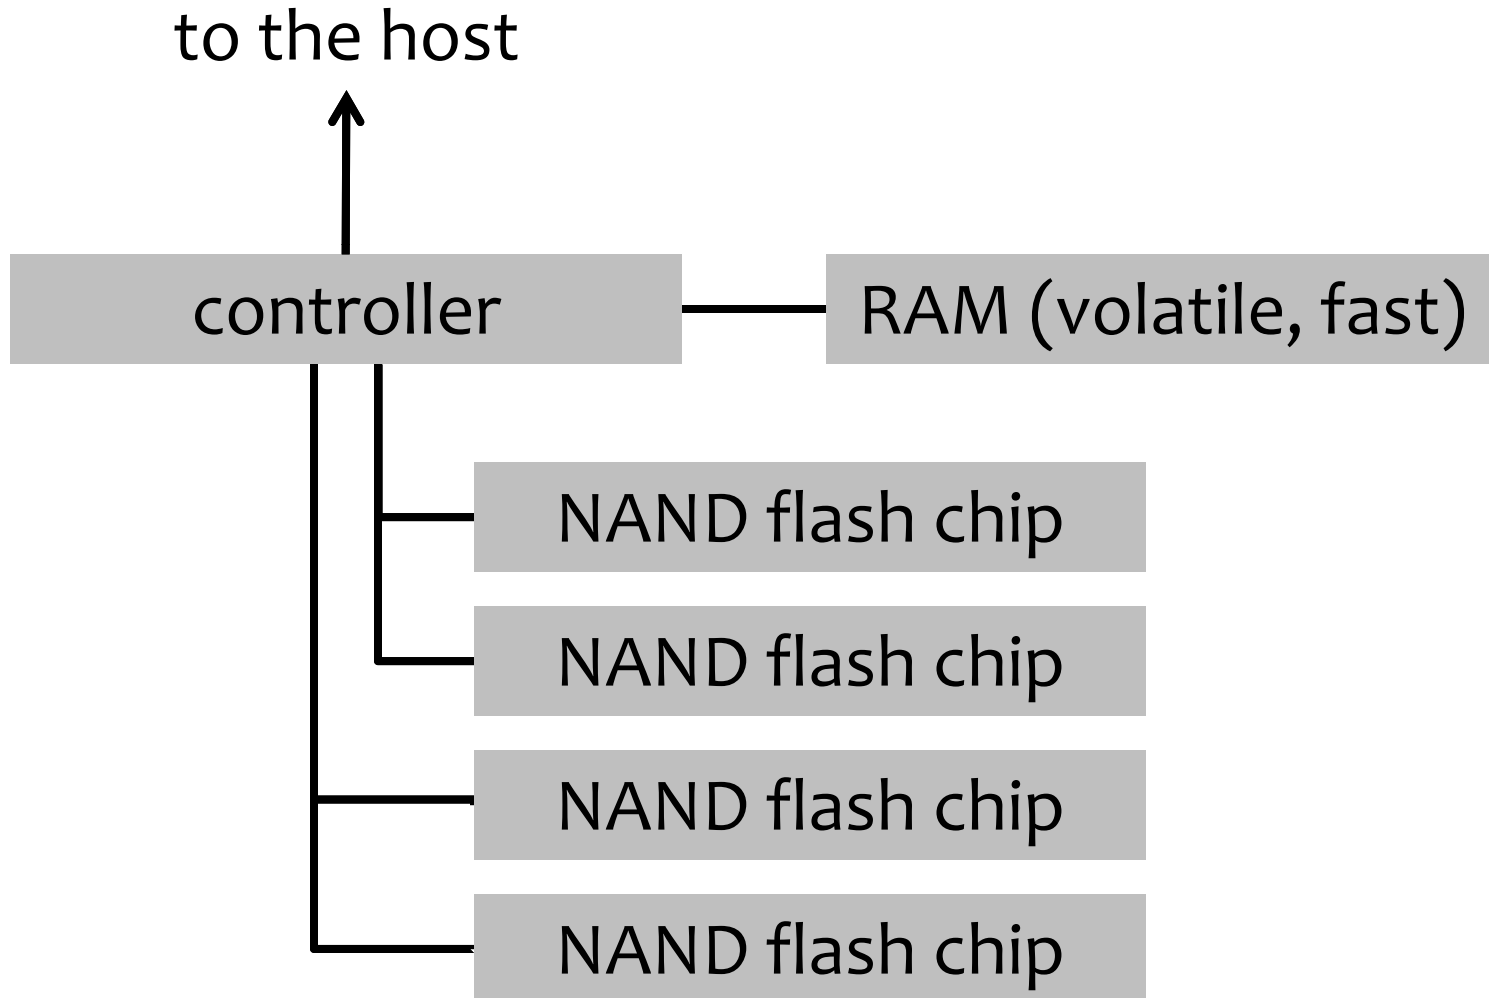 to the host
controller
RAM (volatile, fast)
NAND flash chip
NAND flash chip
NAND flash chip
NAND flash chip